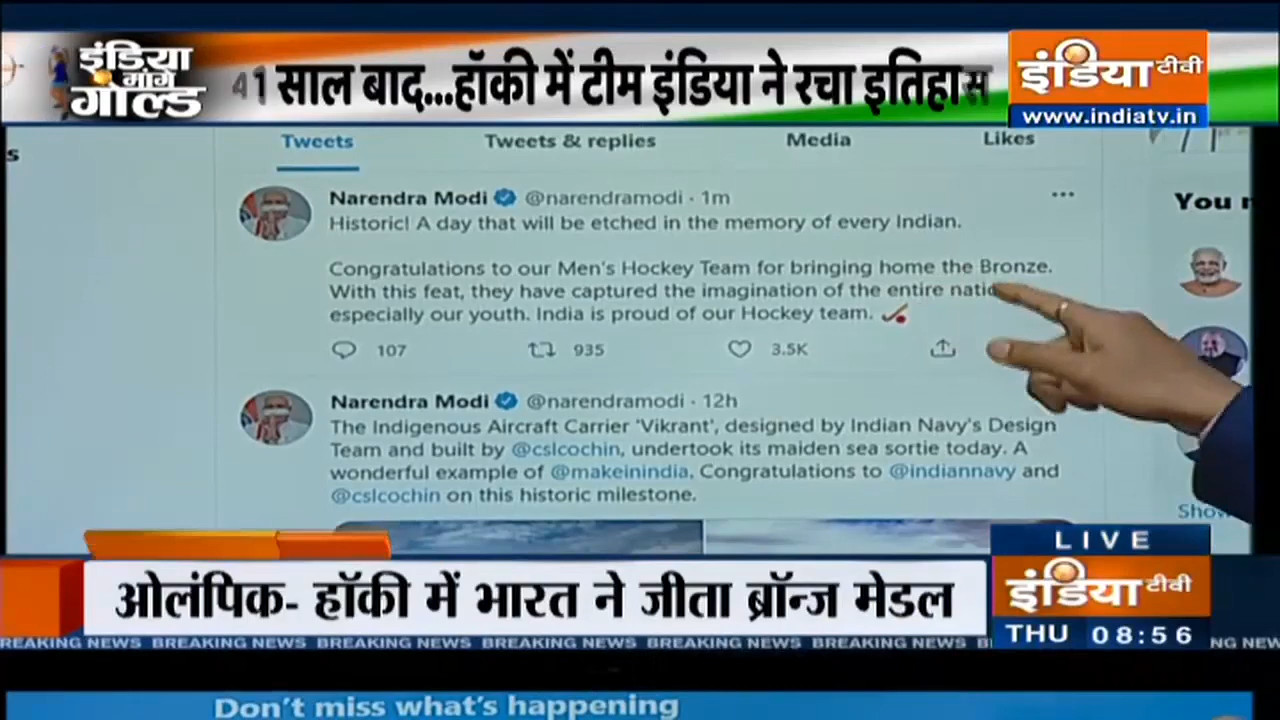 इंडिया मांगे गोल्ड
41 साल बाद...हॉकी में टीम इंडिया ने रचा इतिहास
इंडिया टीवी
www.indiatv.in
Tweets Tweets & replies Media Likes
Narendra Modi @narendramodi · 1m
Historic! A day that will be etched in the memory of every Indian.
Congratulations to our Men's Hockey Team for bringing home the Bronze.
With this feat, they have captured the imagination of the entire natio
especially our youth. India is proud of our Hockey team.
107 935 3.5K
You
Narendra Modi @narendramodi · 12h
The Indigenous Aircraft Carrier 'Vikrant', designed by Indian Navy's Design
Team and built by @cslcochin, undertook its maiden sea sortie today. A
wonderful example of @makeinindia. Congratulations to @indiannavy and
@cslcochin on this historic milestone.
Show
ओलंपिक- हॉकी में भारत ने जीता ब्रॉन्ज मेडल
LIVE
इंडिया टीवी
THU 08:56
REAKING NEWS BREAKING NEWS BREAKING NEWS BREAKING NEWS BREAKING NEWS BREAKING NEWS B NG NEW
Don't miss what's happening